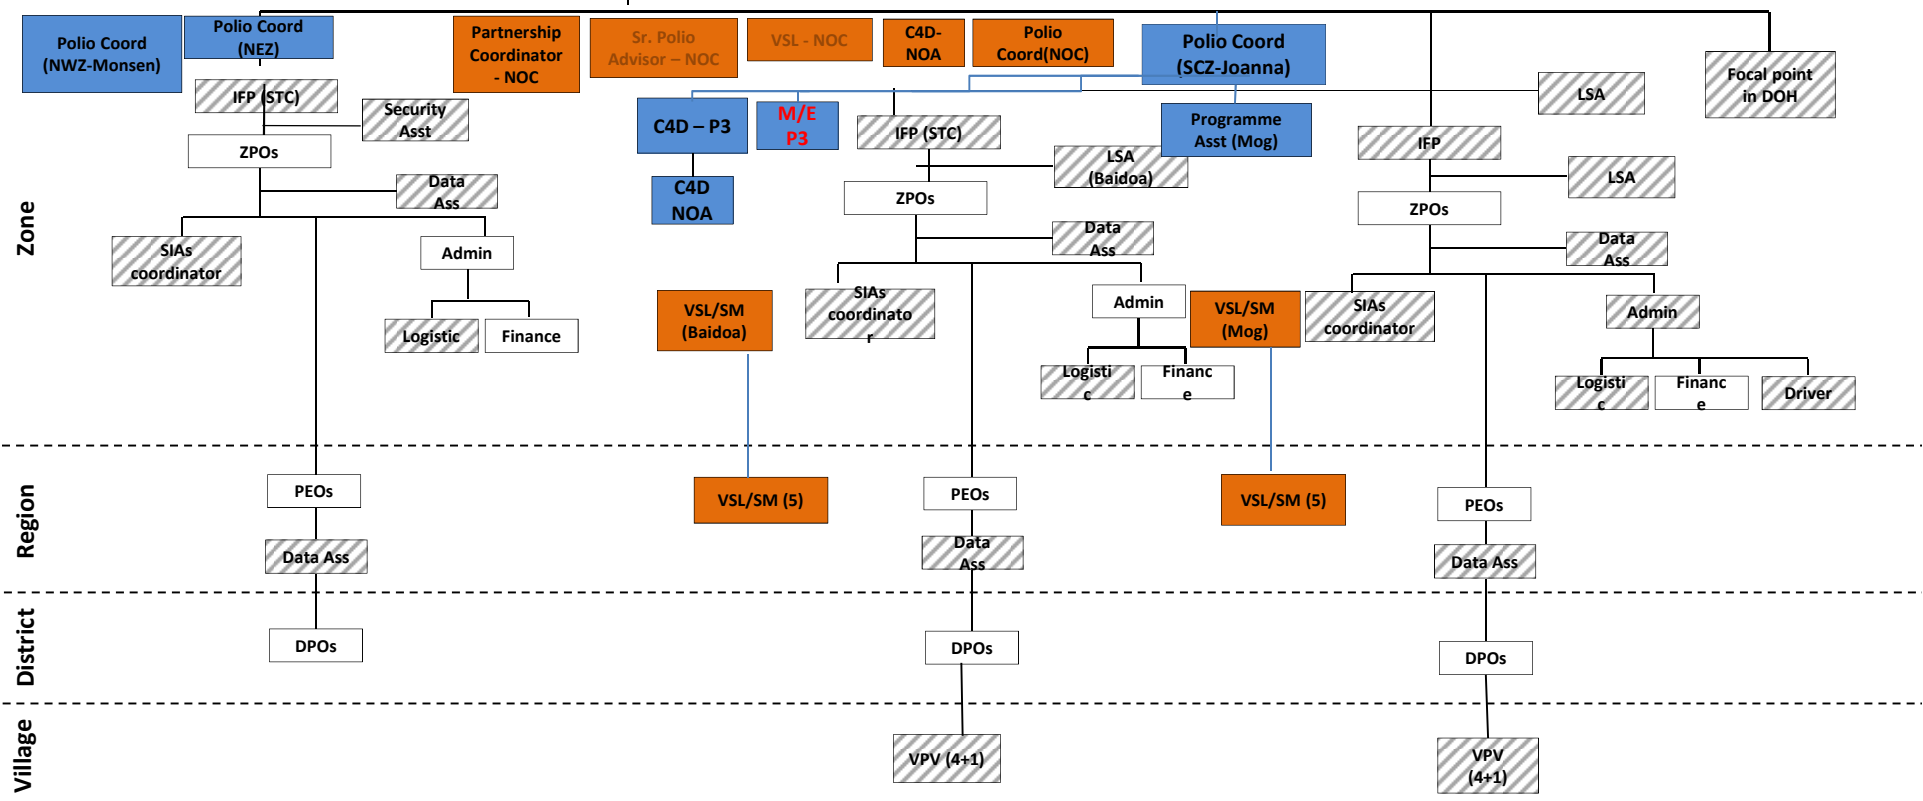 Polio Coord
(NWZ-Monsen)
Polio Coord
(NEZ)
Partnership
Coordinator
- NOC
Sr. Polio
Advisor – NOC
VSL - NOC
C4D-
NOA
Polio
Coord(NOC)
Polio Coord
(SCZ-Joanna)
Focal point
in DOH
IFP (STC)
Security
Asst
ZPOs
Data
Ass
SIAs
coordinator
Admin
Logistic
Finance
C4D – P3
M/E
P3
C4D
NOA
IFP (STC)
LSA
(Baidoa)
Programme
Asst (Mog)
LSA
ZPOs
Data
Ass
SIAs
coordinato
r
Admin
Logisti
c
Financ
e
VSL/SM
(Baidoa)
VSL/SM
(Mog)
IFP
LSA
ZPOs
Data
Ass
SIAs
coordinator
Admin
Logisti
c
Financ
e
Driver
Zone
PEOs
Data Ass
VSL/SM (5)
PEOs
Data
Ass
VSL/SM (5)
PEOs
Data Ass
Region
DPOs
DPOs
DPOs
District
VPV (4+1)
VPV
(4+1)
Village